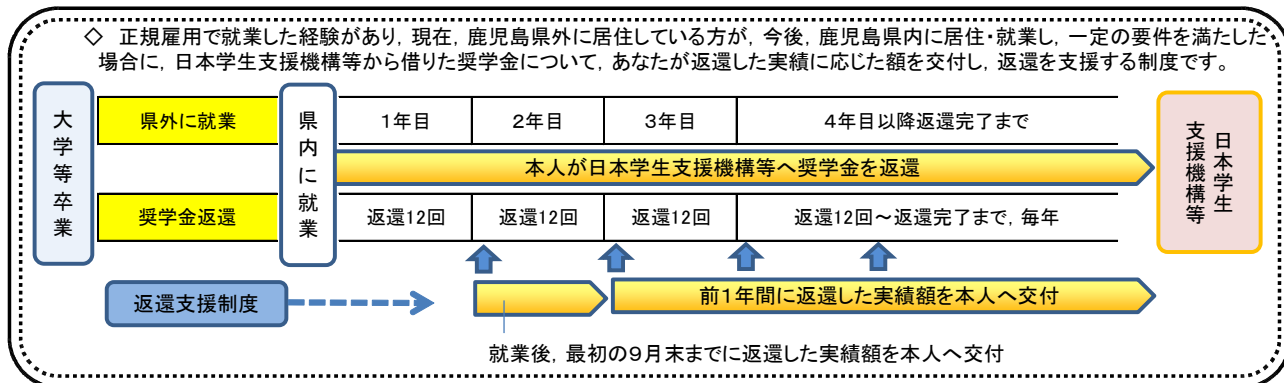 ◇ 正規雇用で就業した経験があり，現在，鹿児島県外に居住している方が，今後，鹿児島県内に居住・就業し，一定の要件を満たした
場合に，日本学生支援機構等から借りた奨学金について，あなたが返還した実績に応じた額を交付し，返還を支援する制度です。
大学等卒業
県外に就業
県内に就業
1年目
2年目
3年目
4年目以降返還完了まで
日本学生
支援機構等
本人が日本学生支援機構等へ奨学金を返還
奨学金返還
返還12回
返還12回
返還12回
返還12回～返還完了まで，毎年
返還支援制度
前1年間に返還した実績額を本人へ交付
就業後，最初の9月末までに返還した実績額を本人へ交付